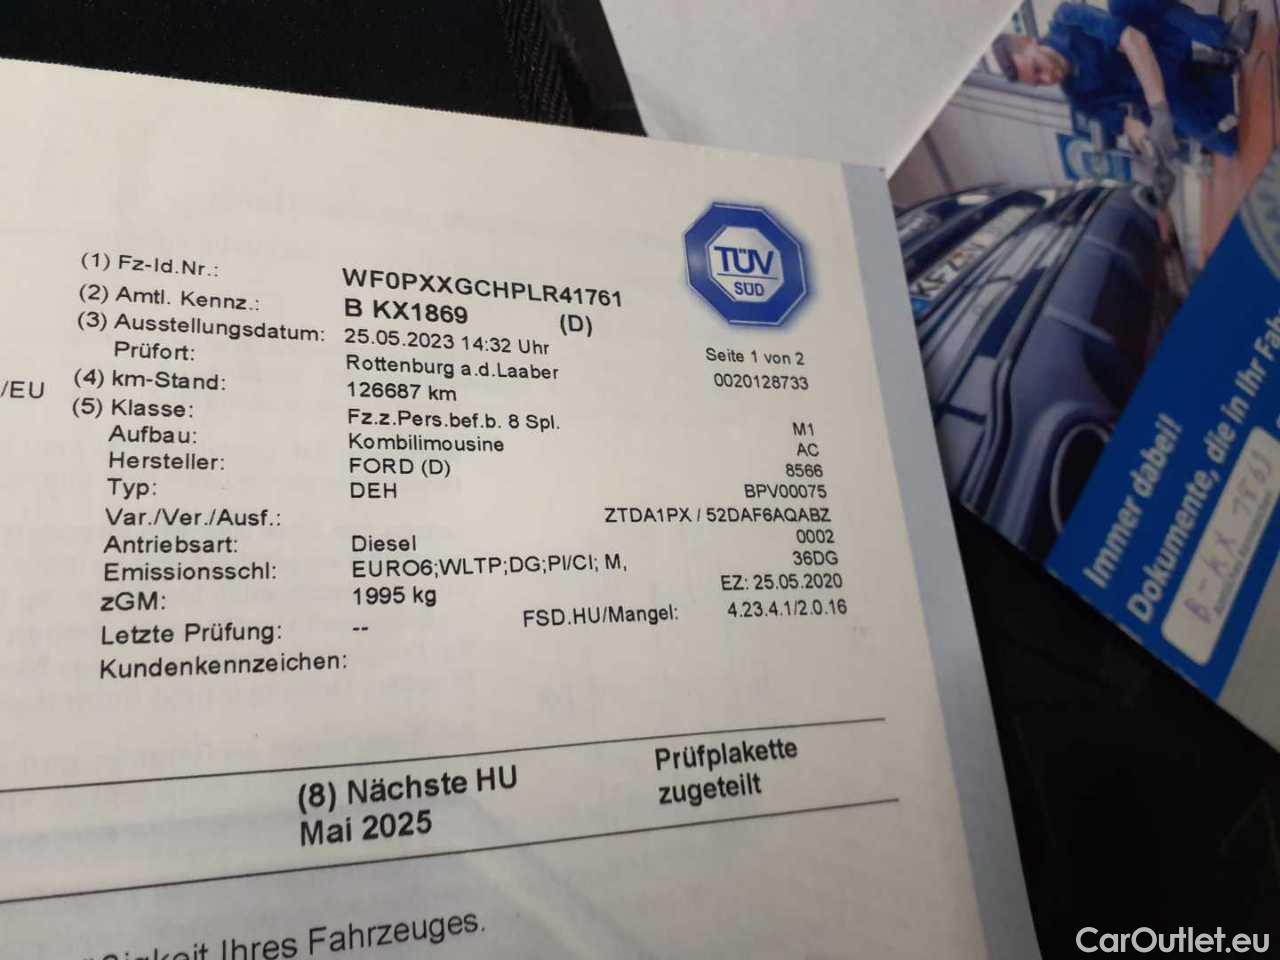 TÜV
SÜD
(1) Fz-Id.Nr.: WF0PXXGCHPLR41761
(2) Amtl. Kennz.: B KX1869 (D)
(3) Ausstellungsdatum: 25.05.2023 14:32 Uhr Seite 1 von 2
Prüfort: Rottenburg a.d.Laaber 0020128733
/EU (4) km-Stand: 126687 km
(5) Klasse: Fz.z.Pers.bef.b. 8 Spl. M1
Aufbau: Kombilimousine AC
Hersteller: FORD (D) 8566
Typ: DEH BPV00075
Var./Ver./Ausf.: ZTDA1PX / 52DAF6AQABZ
Antriebsart: Diesel 0002
Emissionsschl: EURO6;WLTP;DG;PI/CI; M, 36DG
zGM: 1995 kg EZ: 25.05.2020
Letzte Prüfung: -- FSD.HU/Mangel: 4.23.4.1/2.0.16
Kundenkennzeichen:
(8) Nächste HU Prüfplakette
Mai 2025 zugeteilt
Ihres Fahrzeuges.
Immer dabei!
Dokumente, die in Ihr
B-KX 1869
CarOutlet.eu